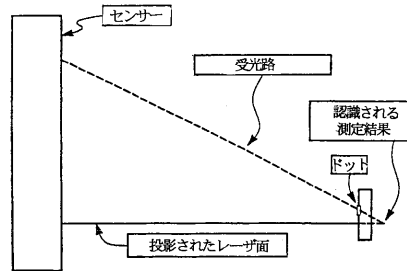 センサー
受光路
認識される
測定結果
ドット
投影されたレーザ面